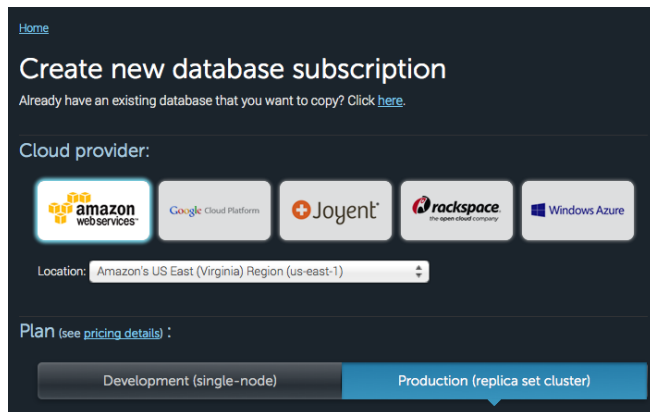 Home
Create new database subscription
Already have an existing database that you want to copy? Click here.
Cloud provider:
amazon
webservices™
Google Cloud Platform
Joyent
rackspace.
the open cloud company
Windows Azure
Location: Amazon's US East (Virginia) Region (us-east-1)
Plan (see pricing details) :
Development (single-node)
Production (replica set cluster)